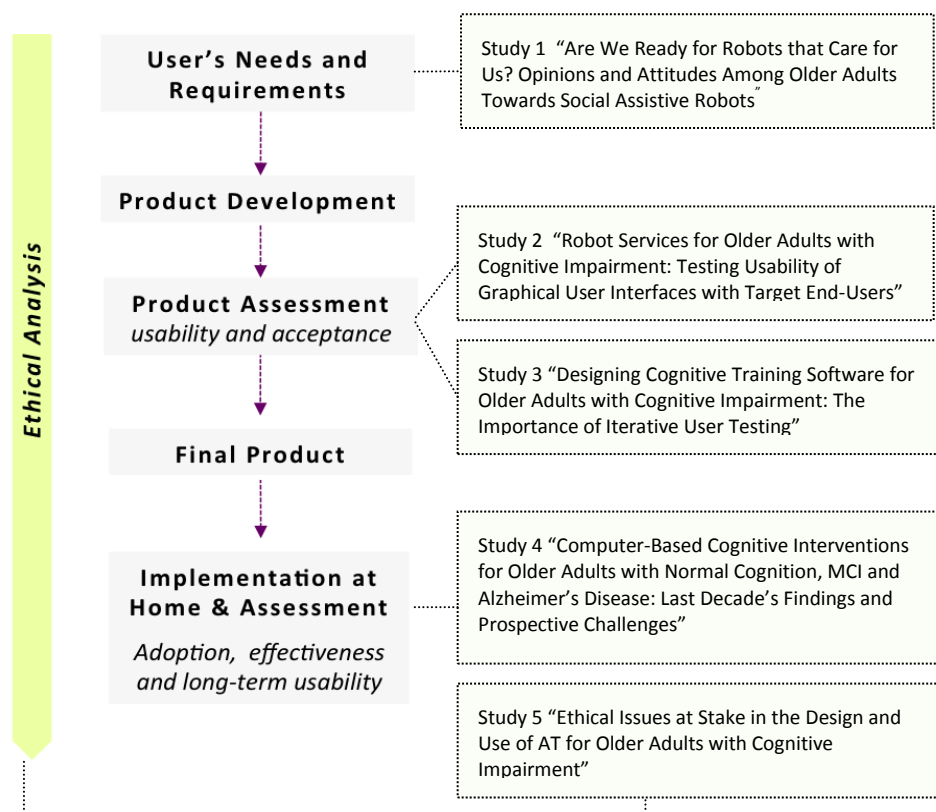 User's Needs and
Requirements
Study 1 “Are We Ready for Robots that Care for
Us? Opinions and Attitudes Among Older Adults
Towards Social Assistive Robots”
Product Development
Ethical Analysis
Product Assessment
usability and acceptance
Study 2 “Robot Services for Older Adults with
Cognitive Impairment: Testing Usability of
Graphical User Interfaces with Target End-Users”
Study 3 “Designing Cognitive Training Software for
Older Adults with Cognitive Impairment: The
Importance of Iterative User Testing”
Final Product
Implementation at
Home & Assessment
Adoption, effectiveness
and long-term usability
Study 4 “Computer-Based Cognitive Interventions
for Older Adults with Normal Cognition, MCI and
Alzheimer's Disease: Last Decade's Findings and
Prospective Challenges”
Study 5 “Ethical Issues at Stake in the Design and
Use of AT for Older Adults with Cognitive
Impairment”